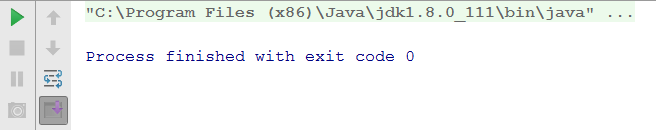 "C:\Program Files (x86)\Java\jdk1.8.0_111\bin\java" ...
Process finished with exit code 0